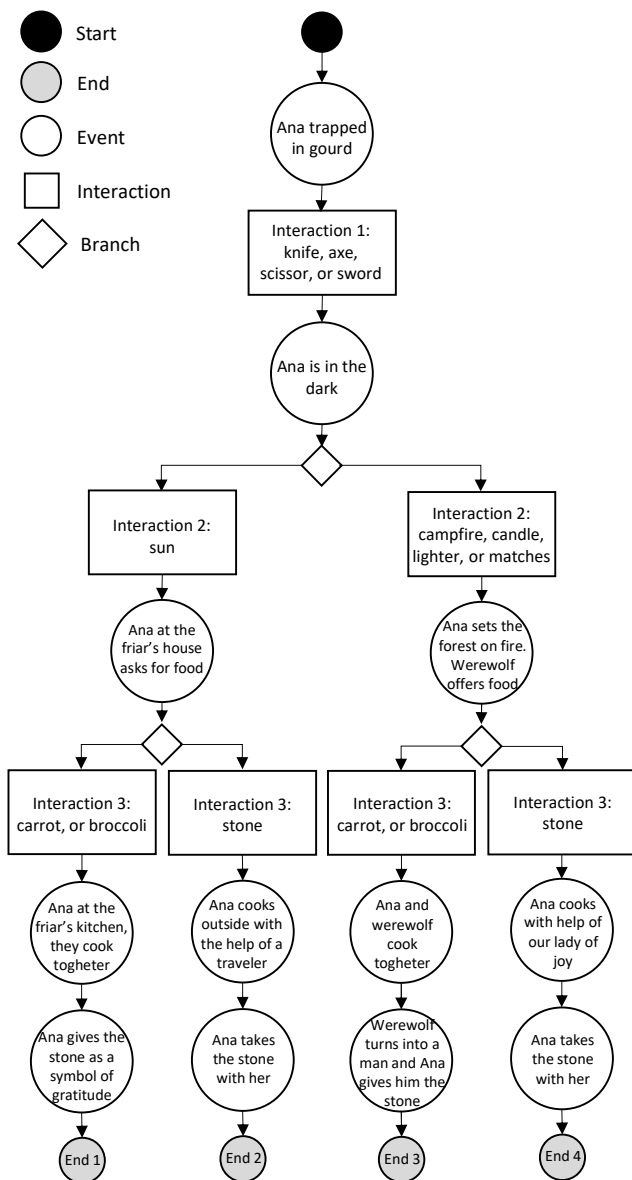 Start
End
Event
Interaction
Branch
Ana trapped
in gourd
Interaction 1:
knife, axe,
scissor, or sword
Ana is in the
dark
Interaction 2:
sun
Interaction 2:
campfire, candle,
lighter, or matches
Ana at the
friar's house
asks for food
Ana sets the
forest on fire.
Werewolf
offers food
Interaction 3:
carrot, or broccoli
Interaction 3:
stone
Interaction 3:
carrot, or broccoli
Interaction 3:
stone
Ana at the
friar's kitchen,
they cook
togheter
Ana cooks
outside with
the help of a
traveler
Ana and
werewolf
cook
togheter
Ana cooks
with help of
our lady of
joy
Ana gives the
stone as a
symbol of
gratitude
Ana takes
the stone
with her
Werewolf
turns into a
man and Ana
gives him the
stone
Ana takes
the stone
with her
End 1
End 2
End 3
End 4